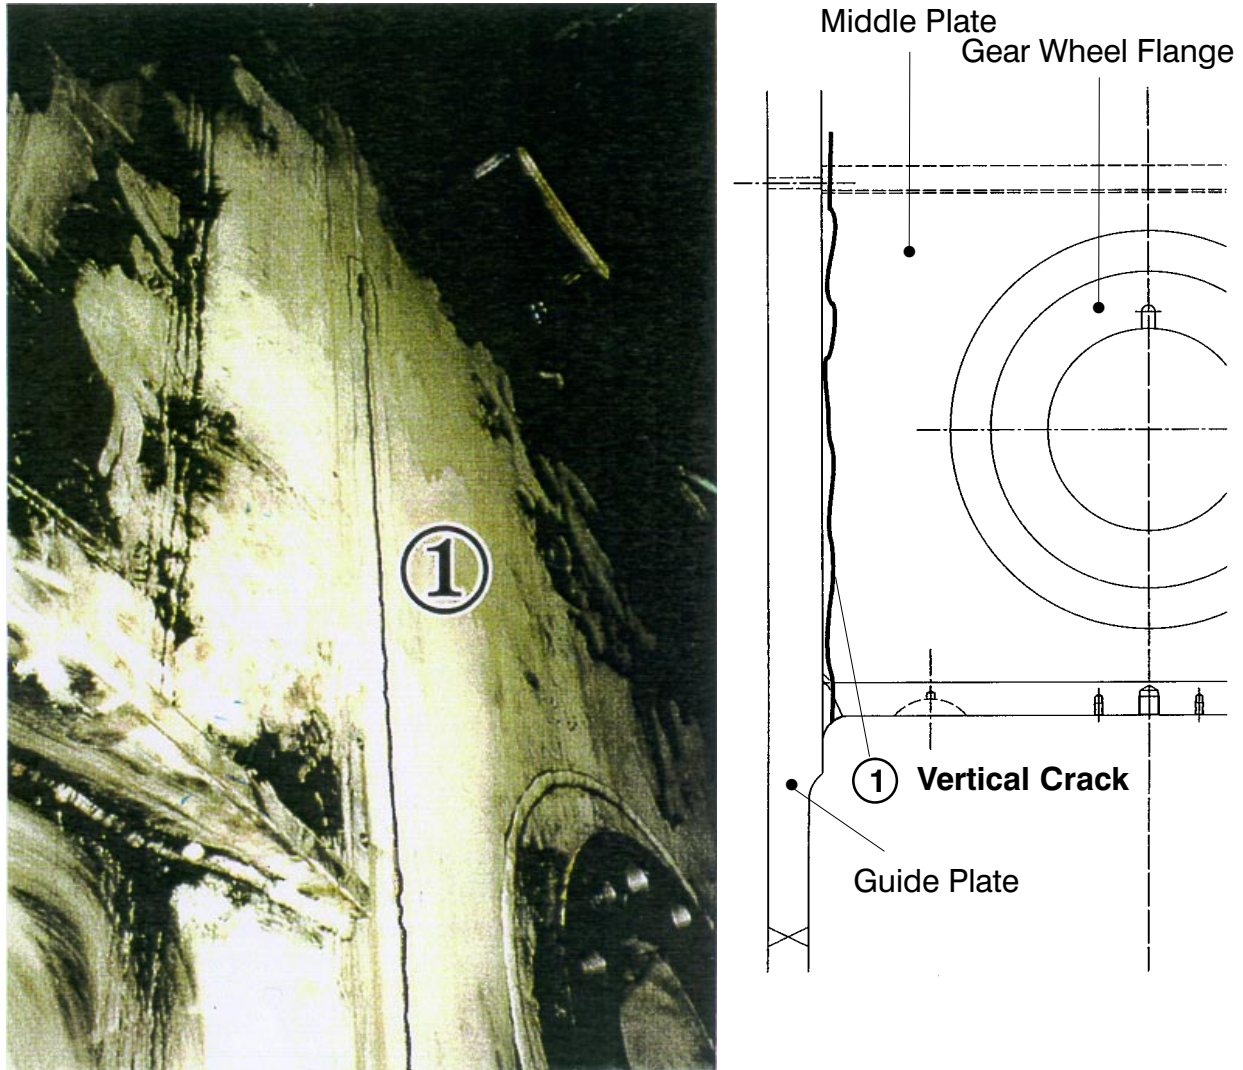 Middle Plate
Gear Wheel Flange
①
① Vertical Crack
Guide Plate